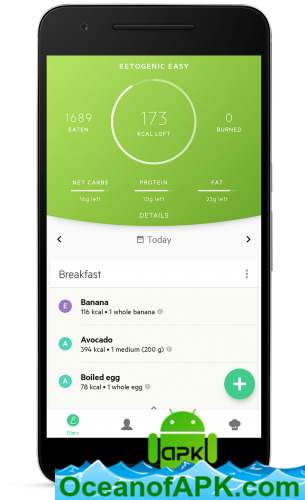 KETOGENIC EASY
1689
EATEN
173
KCAL LEFT
0
BURNED
NET CARBS
PROTEIN
FAT
16g left
10g left
23g left
DETAILS
Today
Breakfast
E
Banana
116 kcal • 1 whole banana
A
Avocado
394 kcal • 1 medium (200 g)
A
Boiled egg
78 kcal • 1 whole egg
Diary
apk
OceanofAPK.com